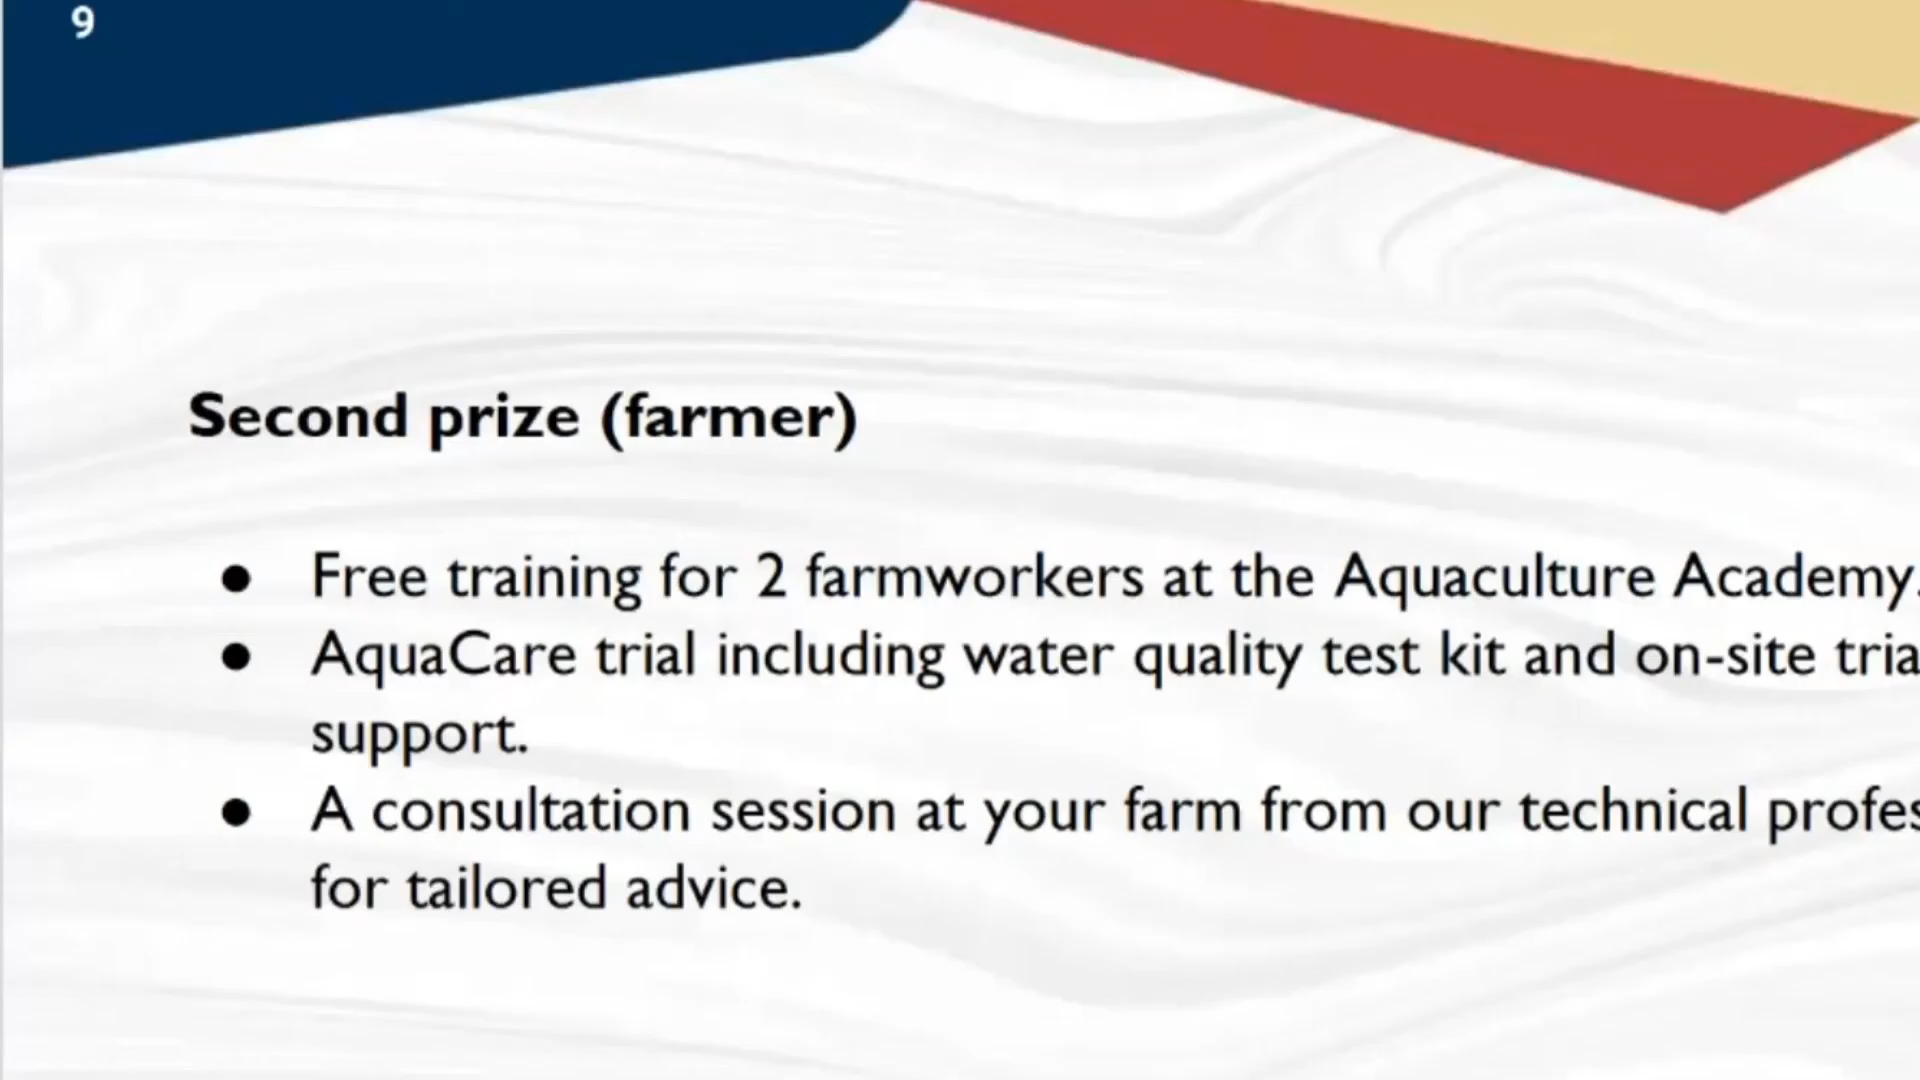 9
Second prize (farmer)
● Free training for 2 farmworkers at the Aquaculture Academy.
● AquaCare trial including water quality test kit and on-site
support.
● A consultation session at your farm from our technical
for tailored advice.